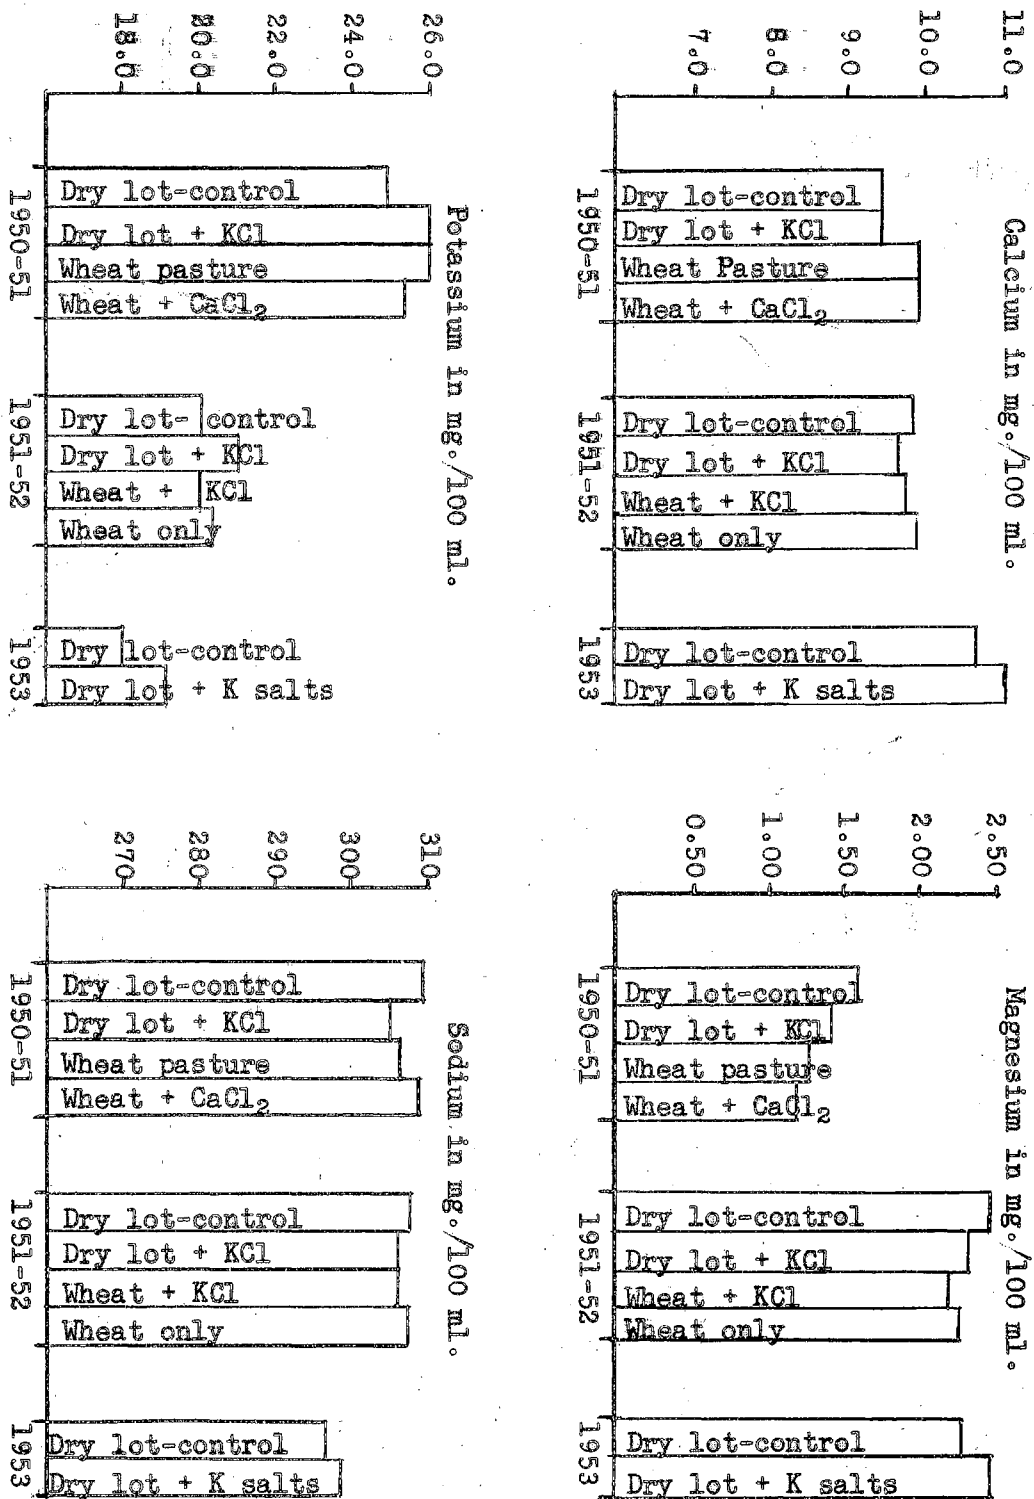 Calcium in mg./100 ml.
11.0
10.0
9.0
8.0
7.0
1950-51
Dry lot-control
Dry lot + KCl
Wheat Pasture
Wheat + CaCl₂
1951-52
Dry lot-control
Dry lot + KCl
Wheat + KCl
Wheat only
1953
Dry lot-control
Dry lot + K salts
Magnesium in mg./100 ml.
2.50
2.00
1.50
1.00
0.50
1950-51
Dry lot-control
Dry lot + KCl
Wheat pasture
Wheat + CaCl₂
1951-52
Dry lot-control
Dry lot + KCl
Wheat + KCl
Wheat only
1953
Dry lot-control
Dry lot + K salts
Potassium in mg./100 ml.
26.0
24.0
22.0
20.0
18.0
1950-51
Dry lot-control
Dry lot + KCl
Wheat pasture
Wheat + CaCl₂
1951-52
Dry lot-control
Dry lot + KCl
Wheat + KCl
Wheat only
1953
Dry lot-control
Dry lot + K salts
Sodium in mg./100 ml.
310
300
290
280
270
1950-51
Dry lot-control
Dry lot + KCl
Wheat pasture
Wheat + CaCl₂
1951-52
Dry lot-control
Dry lot + KCl
Wheat + KCl
Wheat only
1953
Dry lot-control
Dry lot + K salts